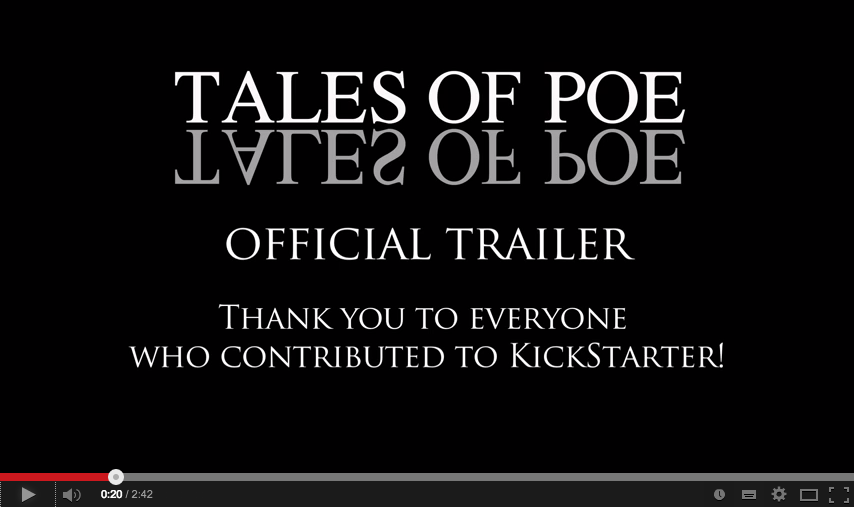 TALES OF POE
TALES OF POE
OFFICIAL TRAILER
THANK YOU TO EVERYONE
WHO CONTRIBUTED TO KICKSTARTER!
0:20 / 2:42